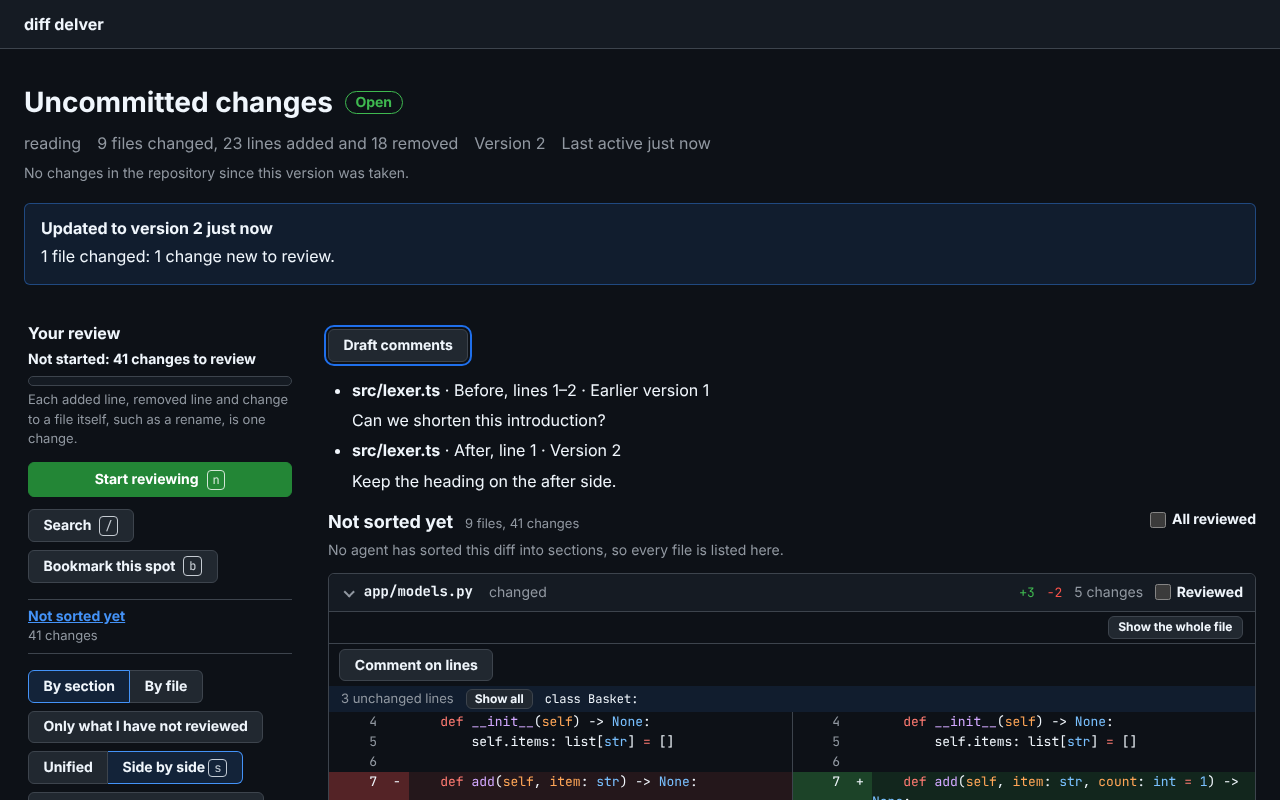 diff delver
Uncommitted changes Open
reading 9 files changed, 23 lines added and 18 removed Version 2 Last active just now
No changes in the repository since this version was taken.
Updated to version 2 just now
1 file changed: 1 change new to review.
Your review
Not started: 41 changes to review
Each added line, removed line and change
to a file itself, such as a rename, is one
change.
Start reviewing n
Search /
Bookmark this spot b
Not sorted yet
41 changes
By section By file
Only what I have not reviewed
Unified Side by side s
Draft comments
• src/lexer.ts · Before, lines 1–2 · Earlier version 1
Can we shorten this introduction?
• src/lexer.ts · After, line 1 · Version 2
Keep the heading on the after side.
Not sorted yet 9 files, 41 changes All reviewed
No agent has sorted this diff into sections, so every file is listed here.
app/models.py changed +3 -2 5 changes Reviewed
Show the whole file
Comment on lines
3 unchanged lines Show all class Basket:
4 def __init__(self) -> None: 4 def __init__(self) -> None:
5 self.items: list[str] = [] 5 self.items: list[str] = []
6 6
7 - def add(self, item: str) -> None: 7 + def add(self, item: str, count: int = 1) ->